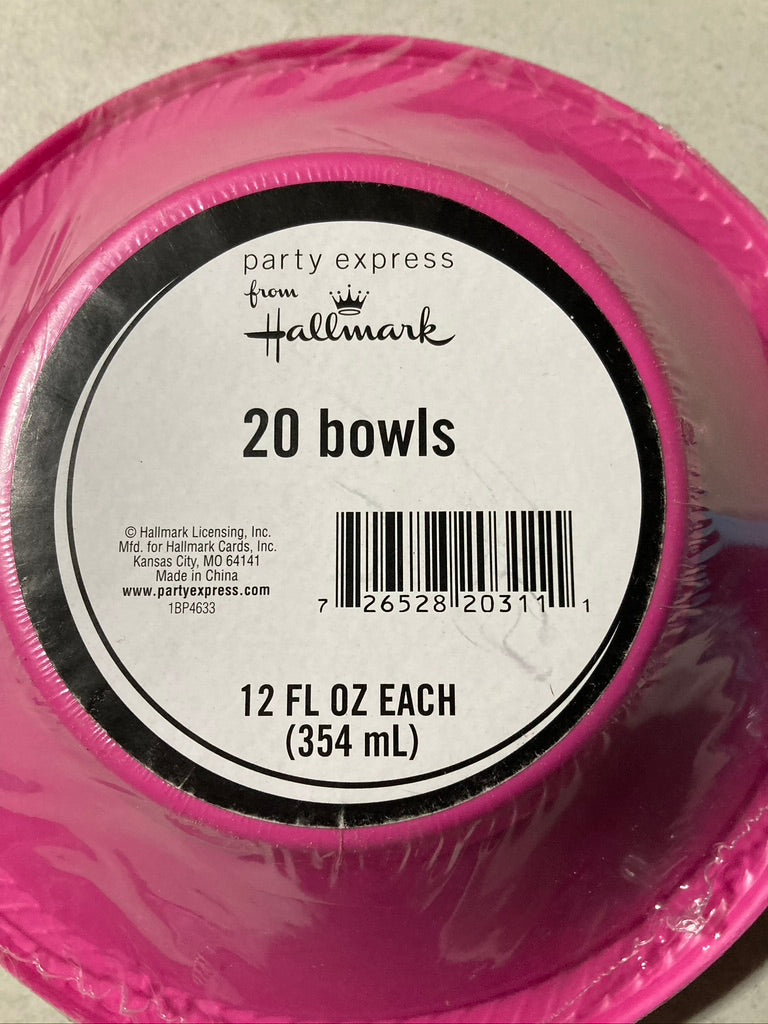 party express
from
Hallmark
20 bowls
© Hallmark Licensing, Inc.
Mfd. for Hallmark Cards, Inc.
Kansas City, MO 64141
Made in China
www.partyexpress.com
1BP4633
7 26528 20311 1
12 FL OZ EACH
(354 mL)